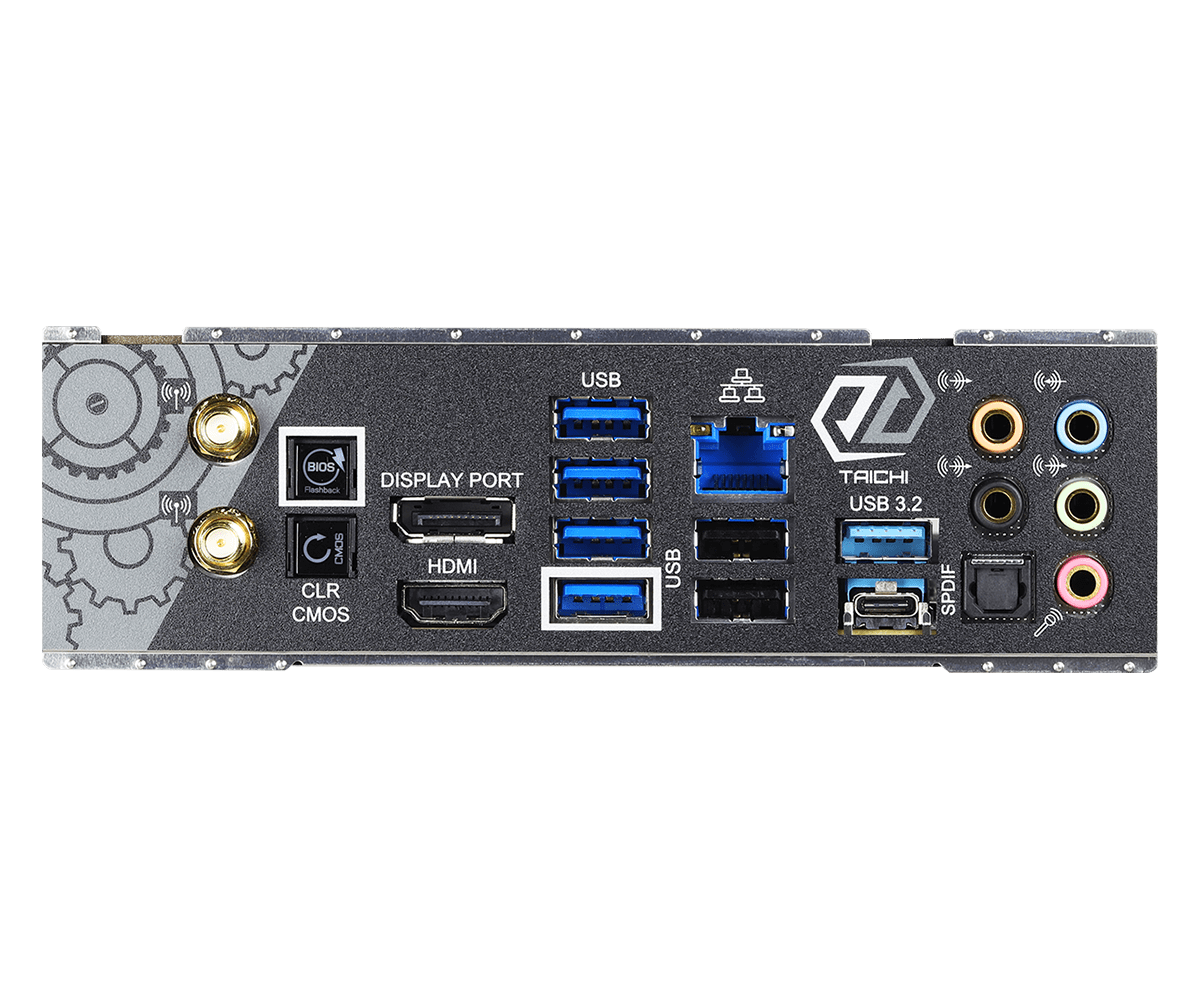 BIOS
Flashback
CMOS
CLR
CMOS
DISPLAY PORT
HDMI
USB
USB
TAICHI
USB 3.2
SPDIF